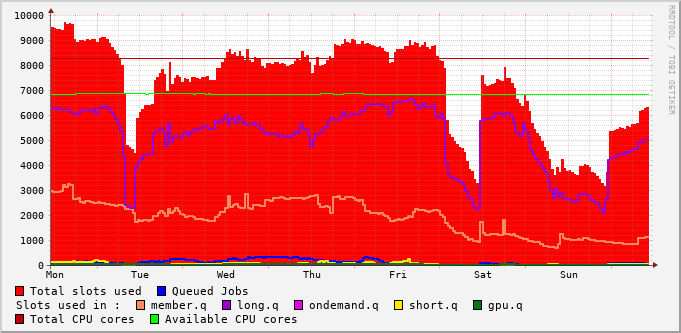 RRDTOOL / TOBI OETIKER
10000
9000
8000
7000
6000
5000
4000
3000
2000
1000
0
Mon Tue Wed Thu Fri Sat Sun
Total slots used Queued Jobs
Slots used in : member.q long.q ondemand.q short.q gpu.q
Total CPU cores Available CPU cores